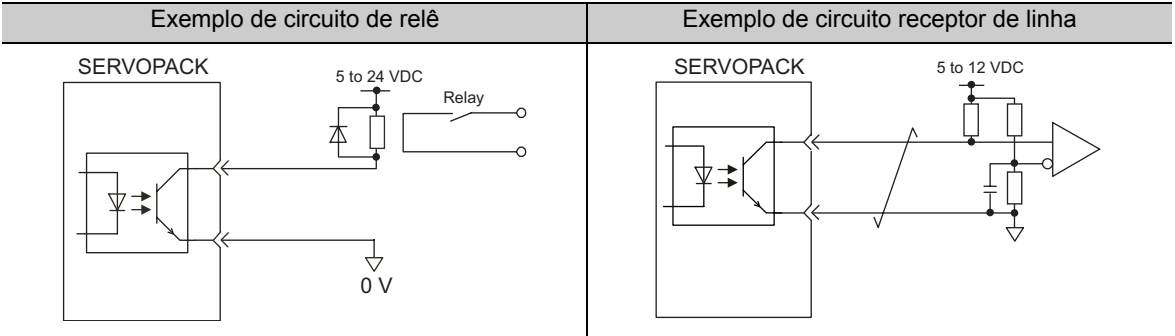 Exemplo de circuito de relê
Exemplo de circuito receptor de linha
SERVOPACK
5 to 24 VDC
Relay
0 V
SERVOPACK
5 to 12 VDC